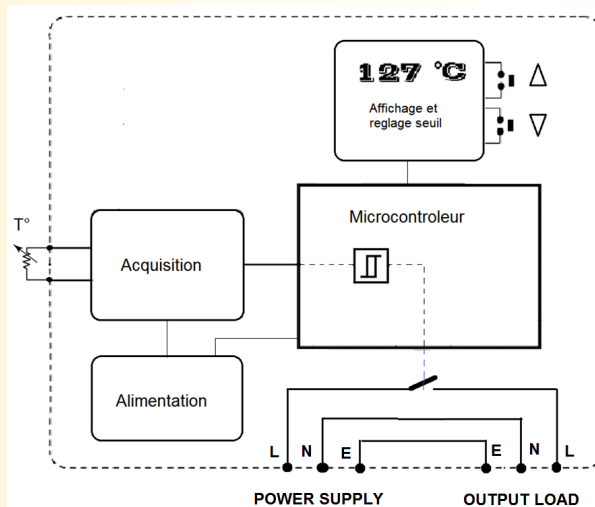 127 °C
Affichage et
reglage seuil
Microcontroleur
T°
Acquisition
Alimentation
L N E E N L
POWER SUPPLY OUTPUT LOAD